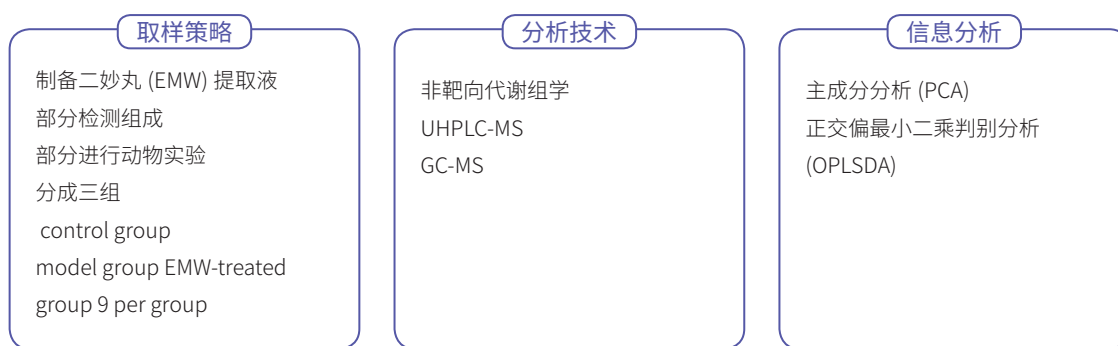 取样策略
制备二妙丸 (EMW) 提取液
部分检测组成
部分进行动物实验
分成三组
control group
model group EMW-treated
group 9 per group
分析技术
非靶向代谢组学
UHPLC-MS
GC-MS
信息分析
主成分分析 (PCA)
正交偏最小二乘判别分析
(OPLSDA)